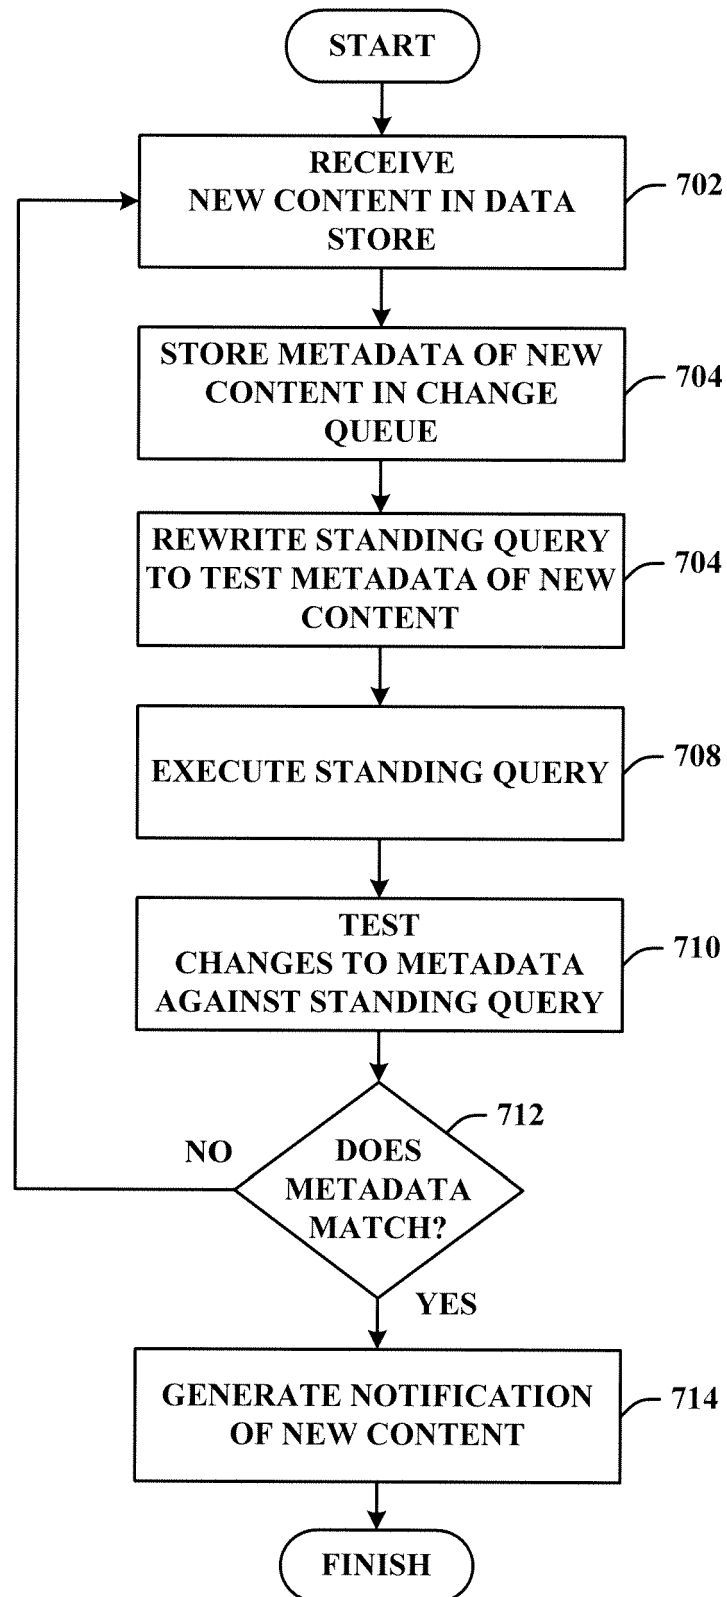 START
RECEIVE
NEW CONTENT IN DATA
STORE
702
STORE METADATA OF NEW
CONTENT IN CHANGE
QUEUE
704
REWRITE STANDING QUERY
TO TEST METADATA OF NEW
CONTENT
704
EXECUTE STANDING QUERY
708
TEST
CHANGES TO METADATA
AGAINST STANDING QUERY
710
712
NO
DOES
METADATA
MATCH?
YES
GENERATE NOTIFICATION
OF NEW CONTENT
714
FINISH